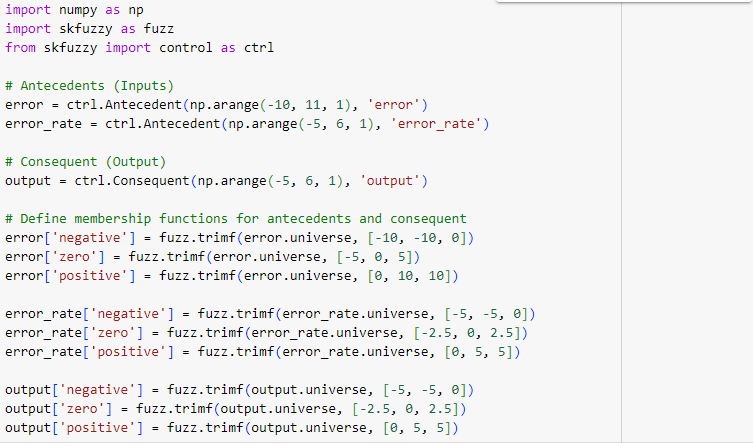 import numpy as np
import skfuzzy as fuzz
from skfuzzy import control as ctrl
# Antecedents (Inputs)
error = ctrl.Antecedent(np.arange(-10, 11, 1), 'error')
error_rate = ctrl.Antecedent(np.arange(-5, 6, 1), 'error_rate')
# Consequent (Output)
output = ctrl.Consequent(np.arange(-5, 6, 1), 'output')
# Define membership functions for antecedents and consequent
error['negative'] = fuzz.trimf(error.universe, [-10, -10, 0])
error['zero'] = fuzz.trimf(error.universe, [-5, 0, 5])
error['positive'] = fuzz.trimf(error.universe, [0, 10, 10])
error_rate['negative'] = fuzz.trimf(error_rate.universe, [-5, -5, 0])
error_rate['zero'] = fuzz.trimf(error_rate.universe, [-2.5, 0, 2.5])
error_rate['positive'] = fuzz.trimf(error_rate.universe, [0, 5, 5])
output['negative'] = fuzz.trimf(output.universe, [-5, -5, 0])
output['zero'] = fuzz.trimf(output.universe, [-2.5, 0, 2.5])
output['positive'] = fuzz.trimf(output.universe, [0, 5, 5])